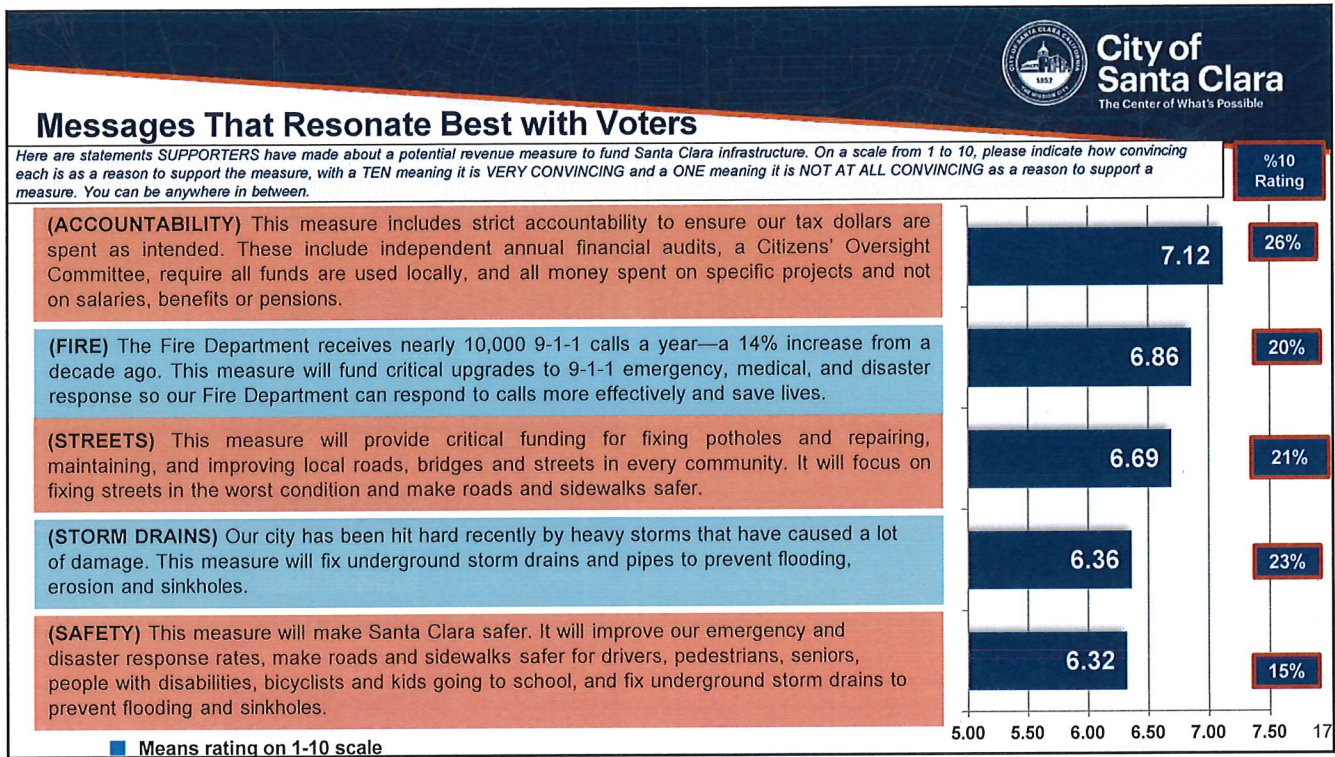 City of
Santa Clara
The Center of What's Possible
CITY OF SANTA CLARA CALIFORNIA
1852
THE MISSION CITY
Messages That Resonate Best with Voters
Here are statements SUPPORTERS have made about a potential revenue measure to fund Santa Clara infrastructure. On a scale from 1 to 10, please indicate how convincing
each is as a reason to support the measure, with a TEN meaning it is VERY CONVINCING and a ONE meaning it is NOT AT ALL CONVINCING as a reason to support a
measure. You can be anywhere in between.
%10
Rating
(ACCOUNTABILITY) This measure includes strict accountability to ensure our tax dollars are
spent as intended. These include independent annual financial audits, a Citizens' Oversight
Committee, require all funds are used locally, and all money spent on specific projects and not
on salaries, benefits or pensions.
7.12
26%
(FIRE) The Fire Department receives nearly 10,000 9-1-1 calls a year—a 14% increase from a
decade ago. This measure will fund critical upgrades to 9-1-1 emergency, medical, and disaster
response so our Fire Department can respond to calls more effectively and save lives.
6.86
20%
(STREETS) This measure will provide critical funding for fixing potholes and repairing,
maintaining, and improving local roads, bridges and streets in every community. It will focus on
fixing streets in the worst condition and make roads and sidewalks safer.
6.69
21%
(STORM DRAINS) Our city has been hit hard recently by heavy storms that have caused a lot
of damage. This measure will fix underground storm drains and pipes to prevent flooding,
erosion and sinkholes.
6.36
23%
(SAFETY) This measure will make Santa Clara safer. It will improve our emergency and
disaster response rates, make roads and sidewalks safer for drivers, pedestrians, seniors,
people with disabilities, bicyclists and kids going to school, and fix underground storm drains to
prevent flooding and sinkholes.
6.32
15%
5.00 5.50 6.00 6.50 7.00 7.50 17
Means rating on 1-10 scale